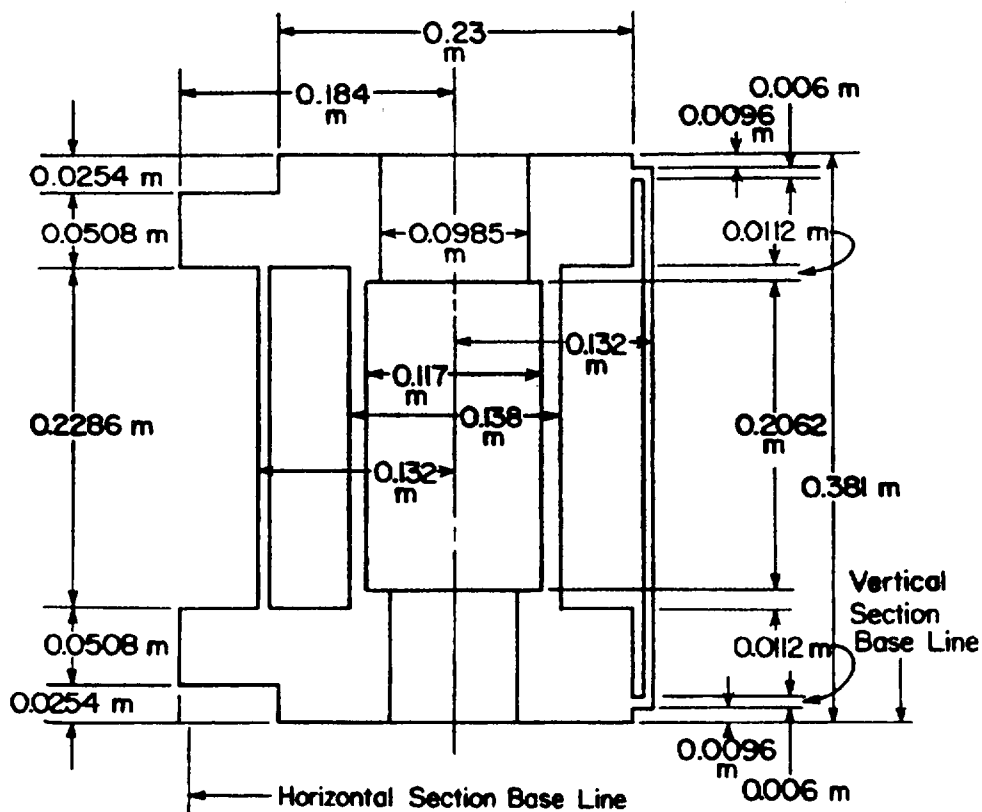 0.23
m
0.184
m
0.006 m
0.0096
m
0.0254 m
0.0508 m
0.0985
m
0.0112 m
0.132
m
0.117
m
0.138
m
0.2286 m
0.2062
m
0.132
m
0.381 m
Vertical
Section
Base Line
0.0508 m
0.0112 m
0.0254 m
0.0096
m
0.006 m
Horizontal Section Base Line